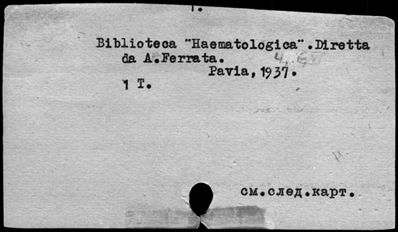 Biblioteca "Haematologica".Diretta
da A.Ferrata.
Pavia,1937.
1 T.
см.след.карт.